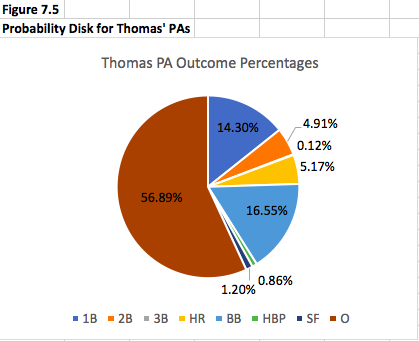 Figure 7.5
Probability Disk for Thomas' PAs
Thomas PA Outcome Percentages
14.30%
4.91%
0.12%
5.17%
16.55%
0.86%
1.20%
56.89%
1B 2B 3B HR BB HBP SF O